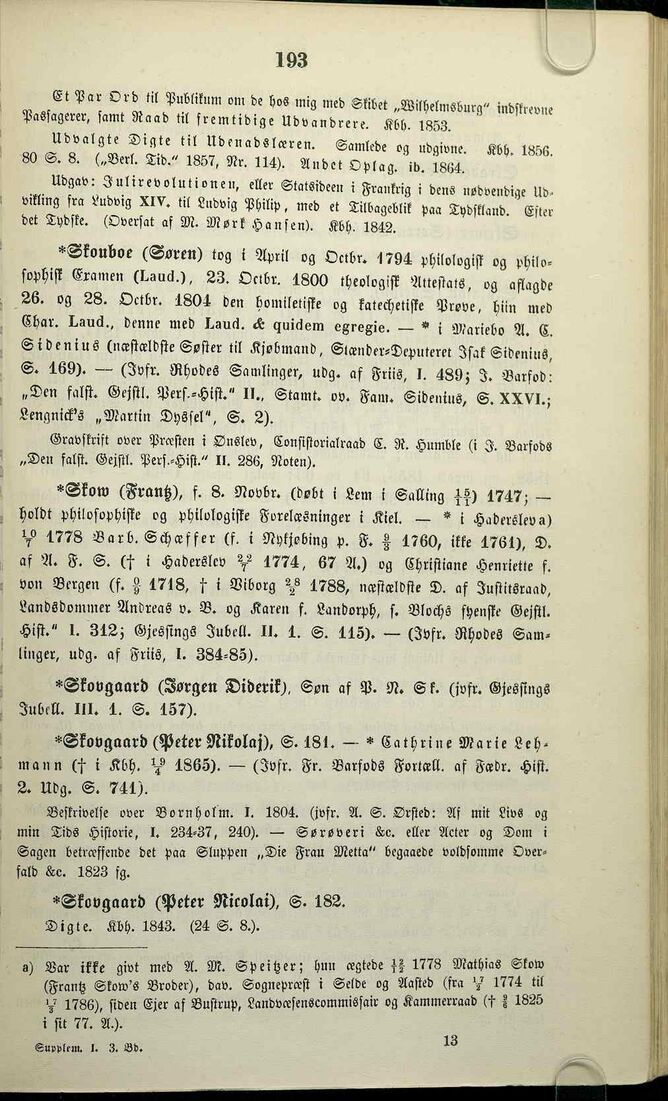 193
Et Par Ord til Publikum om de hos mig med Skibet „Wilhelmsburg" indskrevne
Passagerer, samt Raad til fremtidige Udvandrere. Kbh. 1853.
Udvalgte Digte til Udenadslæren. Samlede og udgivne. Kbh. 1856.
80 S. 8. („Berl. Tid." 1857, Nr. 114). Andet Oplag. ib. 1864.
Udgav: Julirevolutionen, eller Statsideen i Frankrig i dens nødvendige Ud-
vikling fra Ludvig XIV. til Ludvig Philip, med et Tilbageblik paa Tydskland. Efter
det Tydske. (Oversat af M. Mørk Hansen). Kbh. 1842.
*Skouboe (Søren) tog i April og Octbr. 1794 philologisk og philo-
sophisk Examen (Laud.), 23. Octbr. 1800 theologisk Attestats, og aflagde
26. og 28. Octbr. 1804 den homiletiske og katechetiske Prøve, hiin med
Char. Laud., denne med Laud. & quidem egregie. — * i Mariebo A. C.
Sidenius (næstældste Søster til Kjøbmand, Stænder-Deputeret Isak Sidenius,
S. 169). — (Jvfr. Rhodes Samlinger, udg. af Friis, I. 489; J. Barfod:
„Den falst. Gejstl. Pers.-Hist." II., Stamt. ov. Fam. Sidenius, S. XXVI.;
Lengnick's „Martin Dyssel", S. 2).
Gravskrift over Præsten i Ønslev, Consistorialraad C. R. Humble (i J. Barfods
„Den falst. Gejstl. Pers.-Hist." II. 286, Noten).
*Skow (Frantz), f. 8. Novbr. (døbt i Lem i Salling 15/11) 1747; —
holdt philosophiske og philologiske Forelæsninger i Kiel. — * i Haderslev a)
10/7 1778 Barb. Schæffer (f. i Nykjøbing p. F. 9/3 1760, ikke 1761), D.
af A. F. S. († i Haderslev 22/7 1774, 67 A.) og Christiane Henriette f.
von Bergen (f. 9/9 1718, † i Viborg 28/2 1788, næstældste D. af Justitsraad,
Landsdommer Andreas v. B. og Karen f. Landorph, f. Blochs fyenske Gejstl.
Hist." I. 312; Gjessings Jubell. II. 1. S. 115). — (Jvfr. Rhodes Sam-
linger, udg. af Friis, I. 384-85).
*Skovgaard (Jørgen Diderik), Søn af P. N. Sk. (jvfr. Gjessings
Jubell. III. 1. S. 157).
*Skovgaard (Peter Nikolaj), S. 181. — * Cathrine Marie Leh-
mann († i Kbh. 19/4 1865). — (Jvfr. Fr. Barfods Fortæll. af Fædr. Hist.
2. Udg. S. 741).
Beskrivelse over Bornholm. I. 1804. (jvfr. A. S. Ørsted: Af mit Livs og
min Tids Historie, I. 234-37, 240). — Sørøveri &c. eller Acter og Dom i
Sagen betræffende det paa Sluppen „Die Frau Metta" begaaede voldsomme Over-
fald &c. 1823 fg.
*Skovgaard (Peter Nicolai), S. 182.
Digte. Kbh. 1843. (24 S. 8.).
a) Var ikke givt med A. M. Speitzer; hun ægtede 12/12 1778 Mathias Skow
(Frantz Skow's Broder), dav. Sognepræst i Selde og Aasted (fra 27/1 1774 til
17/3 1786), siden Ejer af Bustrup, Landvæsenscommissair og Kammerraad († 2/8 1825
i sit 77. A.).
Supplem. I. 3. Bd.
13